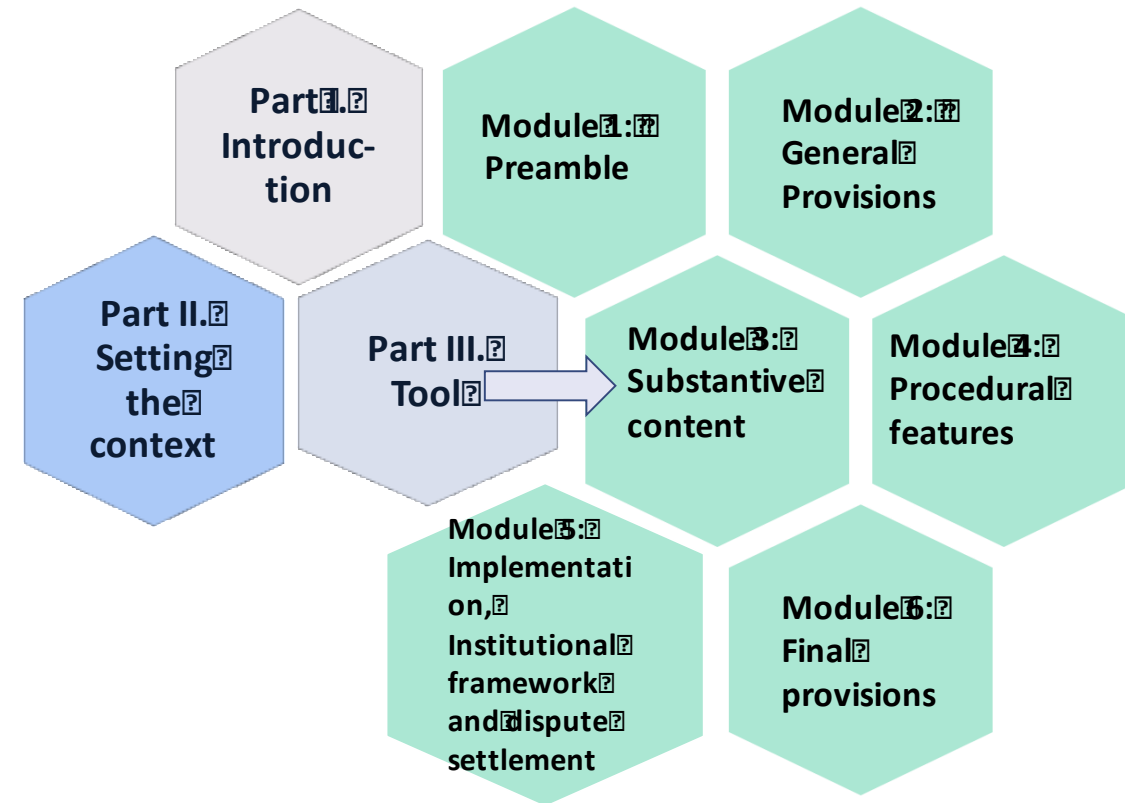 Part I.
Introduc-
tion
Module 1:
Preamble
Module 2:
General
Provisions
Part II.
Setting
the
context
Part III.
Tool
Module 3:
Substantive
content
Module 4:
Procedural
features
Module 5:
Implementati
on,
Institutional
framework
and dispute
settlement
Module 6:
Final
provisions